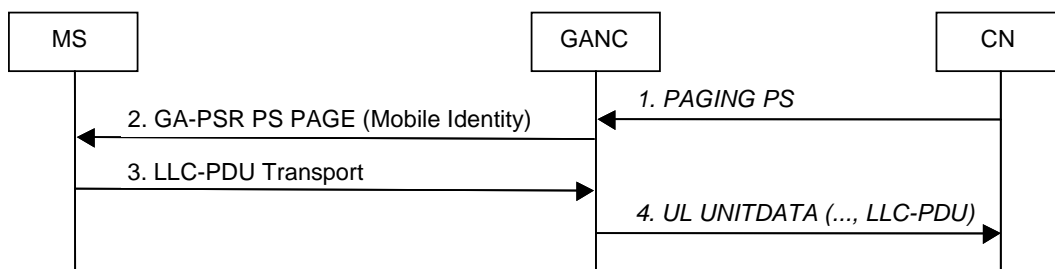 MS
GANC
CN
1. PAGING PS
2. GA-PSR PS PAGE (Mobile Identity)
3. LLC-PDU Transport
4. UL UNITDATA (..., LLC-PDU)